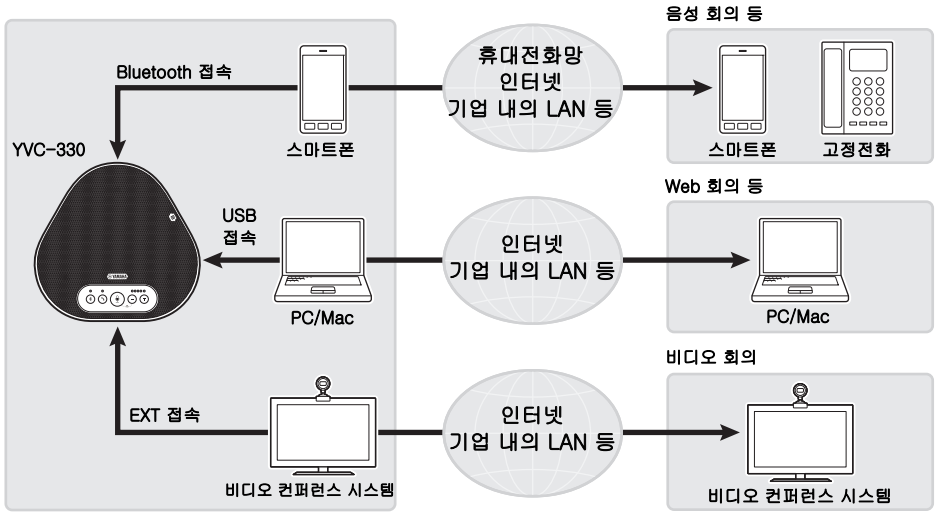 음성 회의 등
Bluetooth 접속
휴대전화망
인터넷
기업 내의 LAN 등
YVC-330
스마트폰
스마트폰
고정전화
Web 회의 등
USB
접속
인터넷
기업 내의 LAN 등
YAMAHA
PC/Mac
PC/Mac
비디오 회의
EXT 접속
인터넷
기업 내의 LAN 등
비디오 컨퍼런스 시스템
비디오 컨퍼런스 시스템